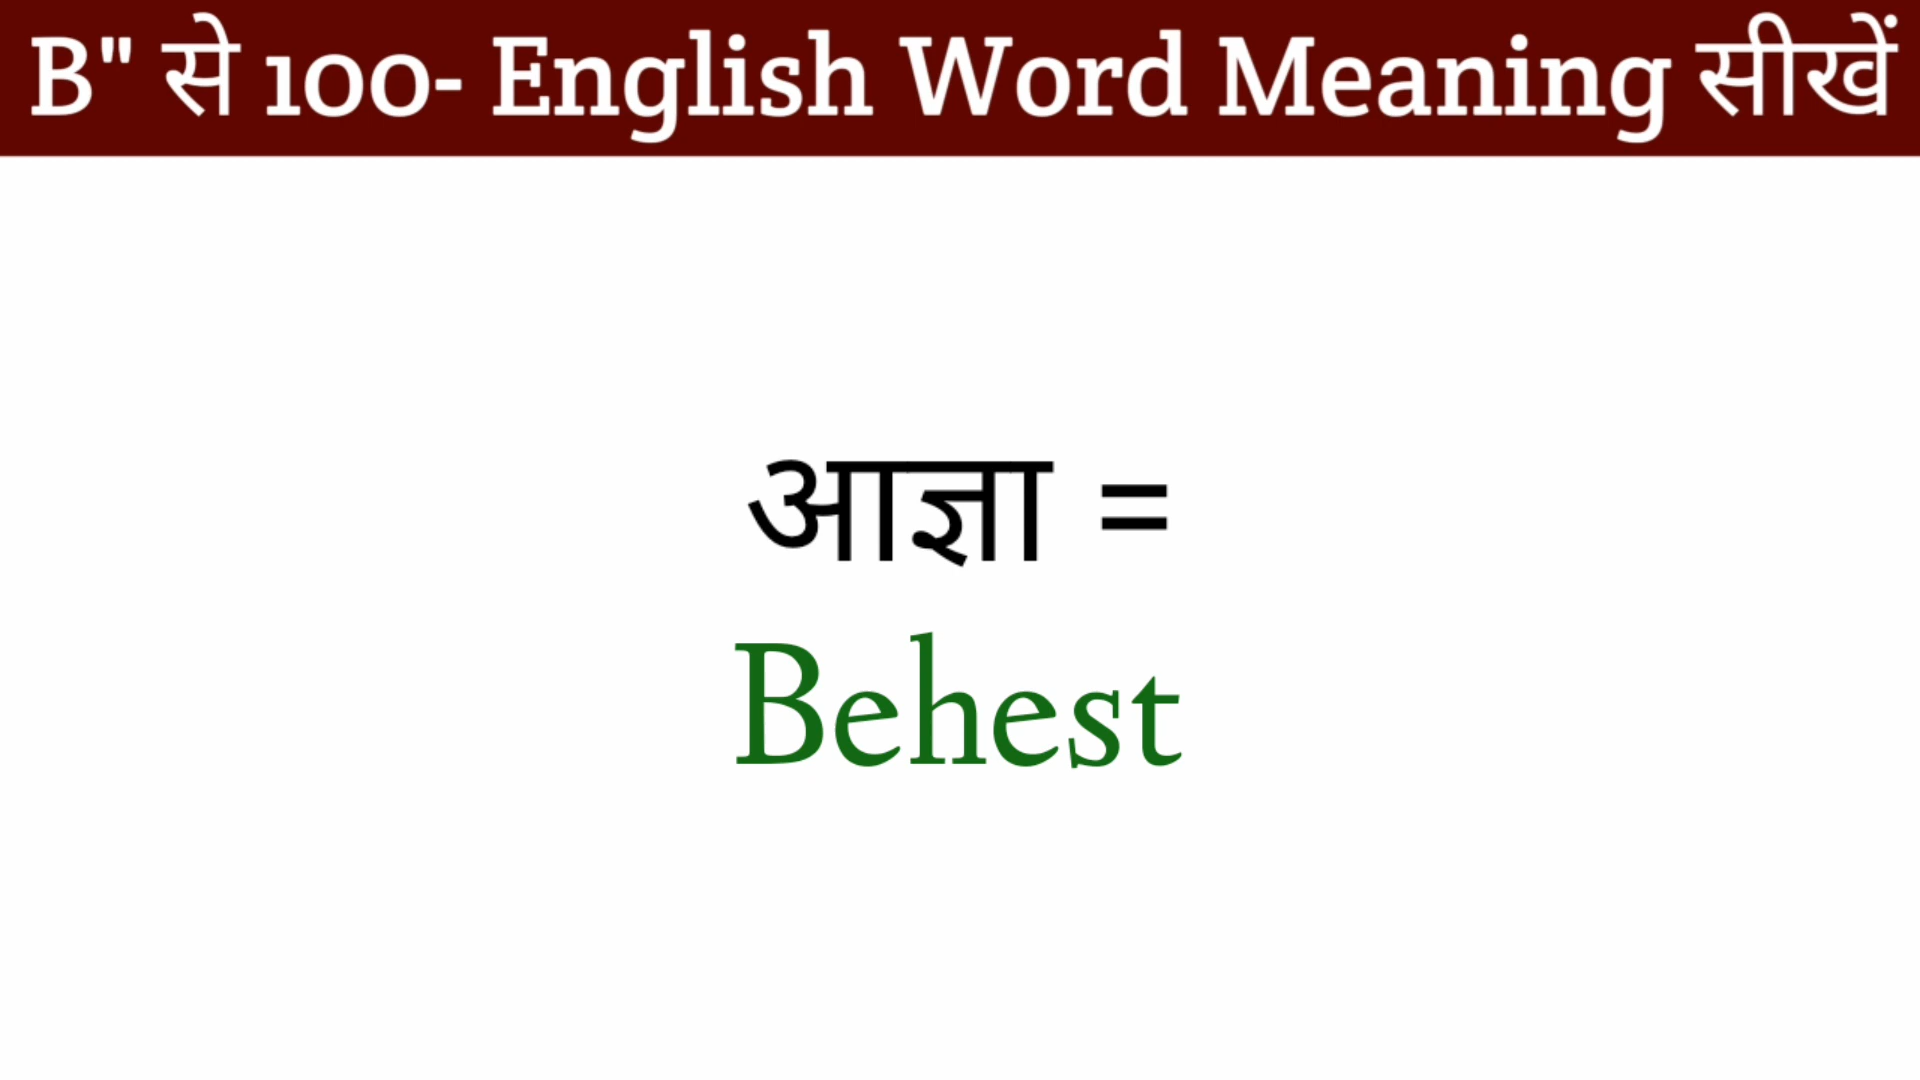 B" से 100- English Word Meaning सीखें
आज्ञा =
Behest